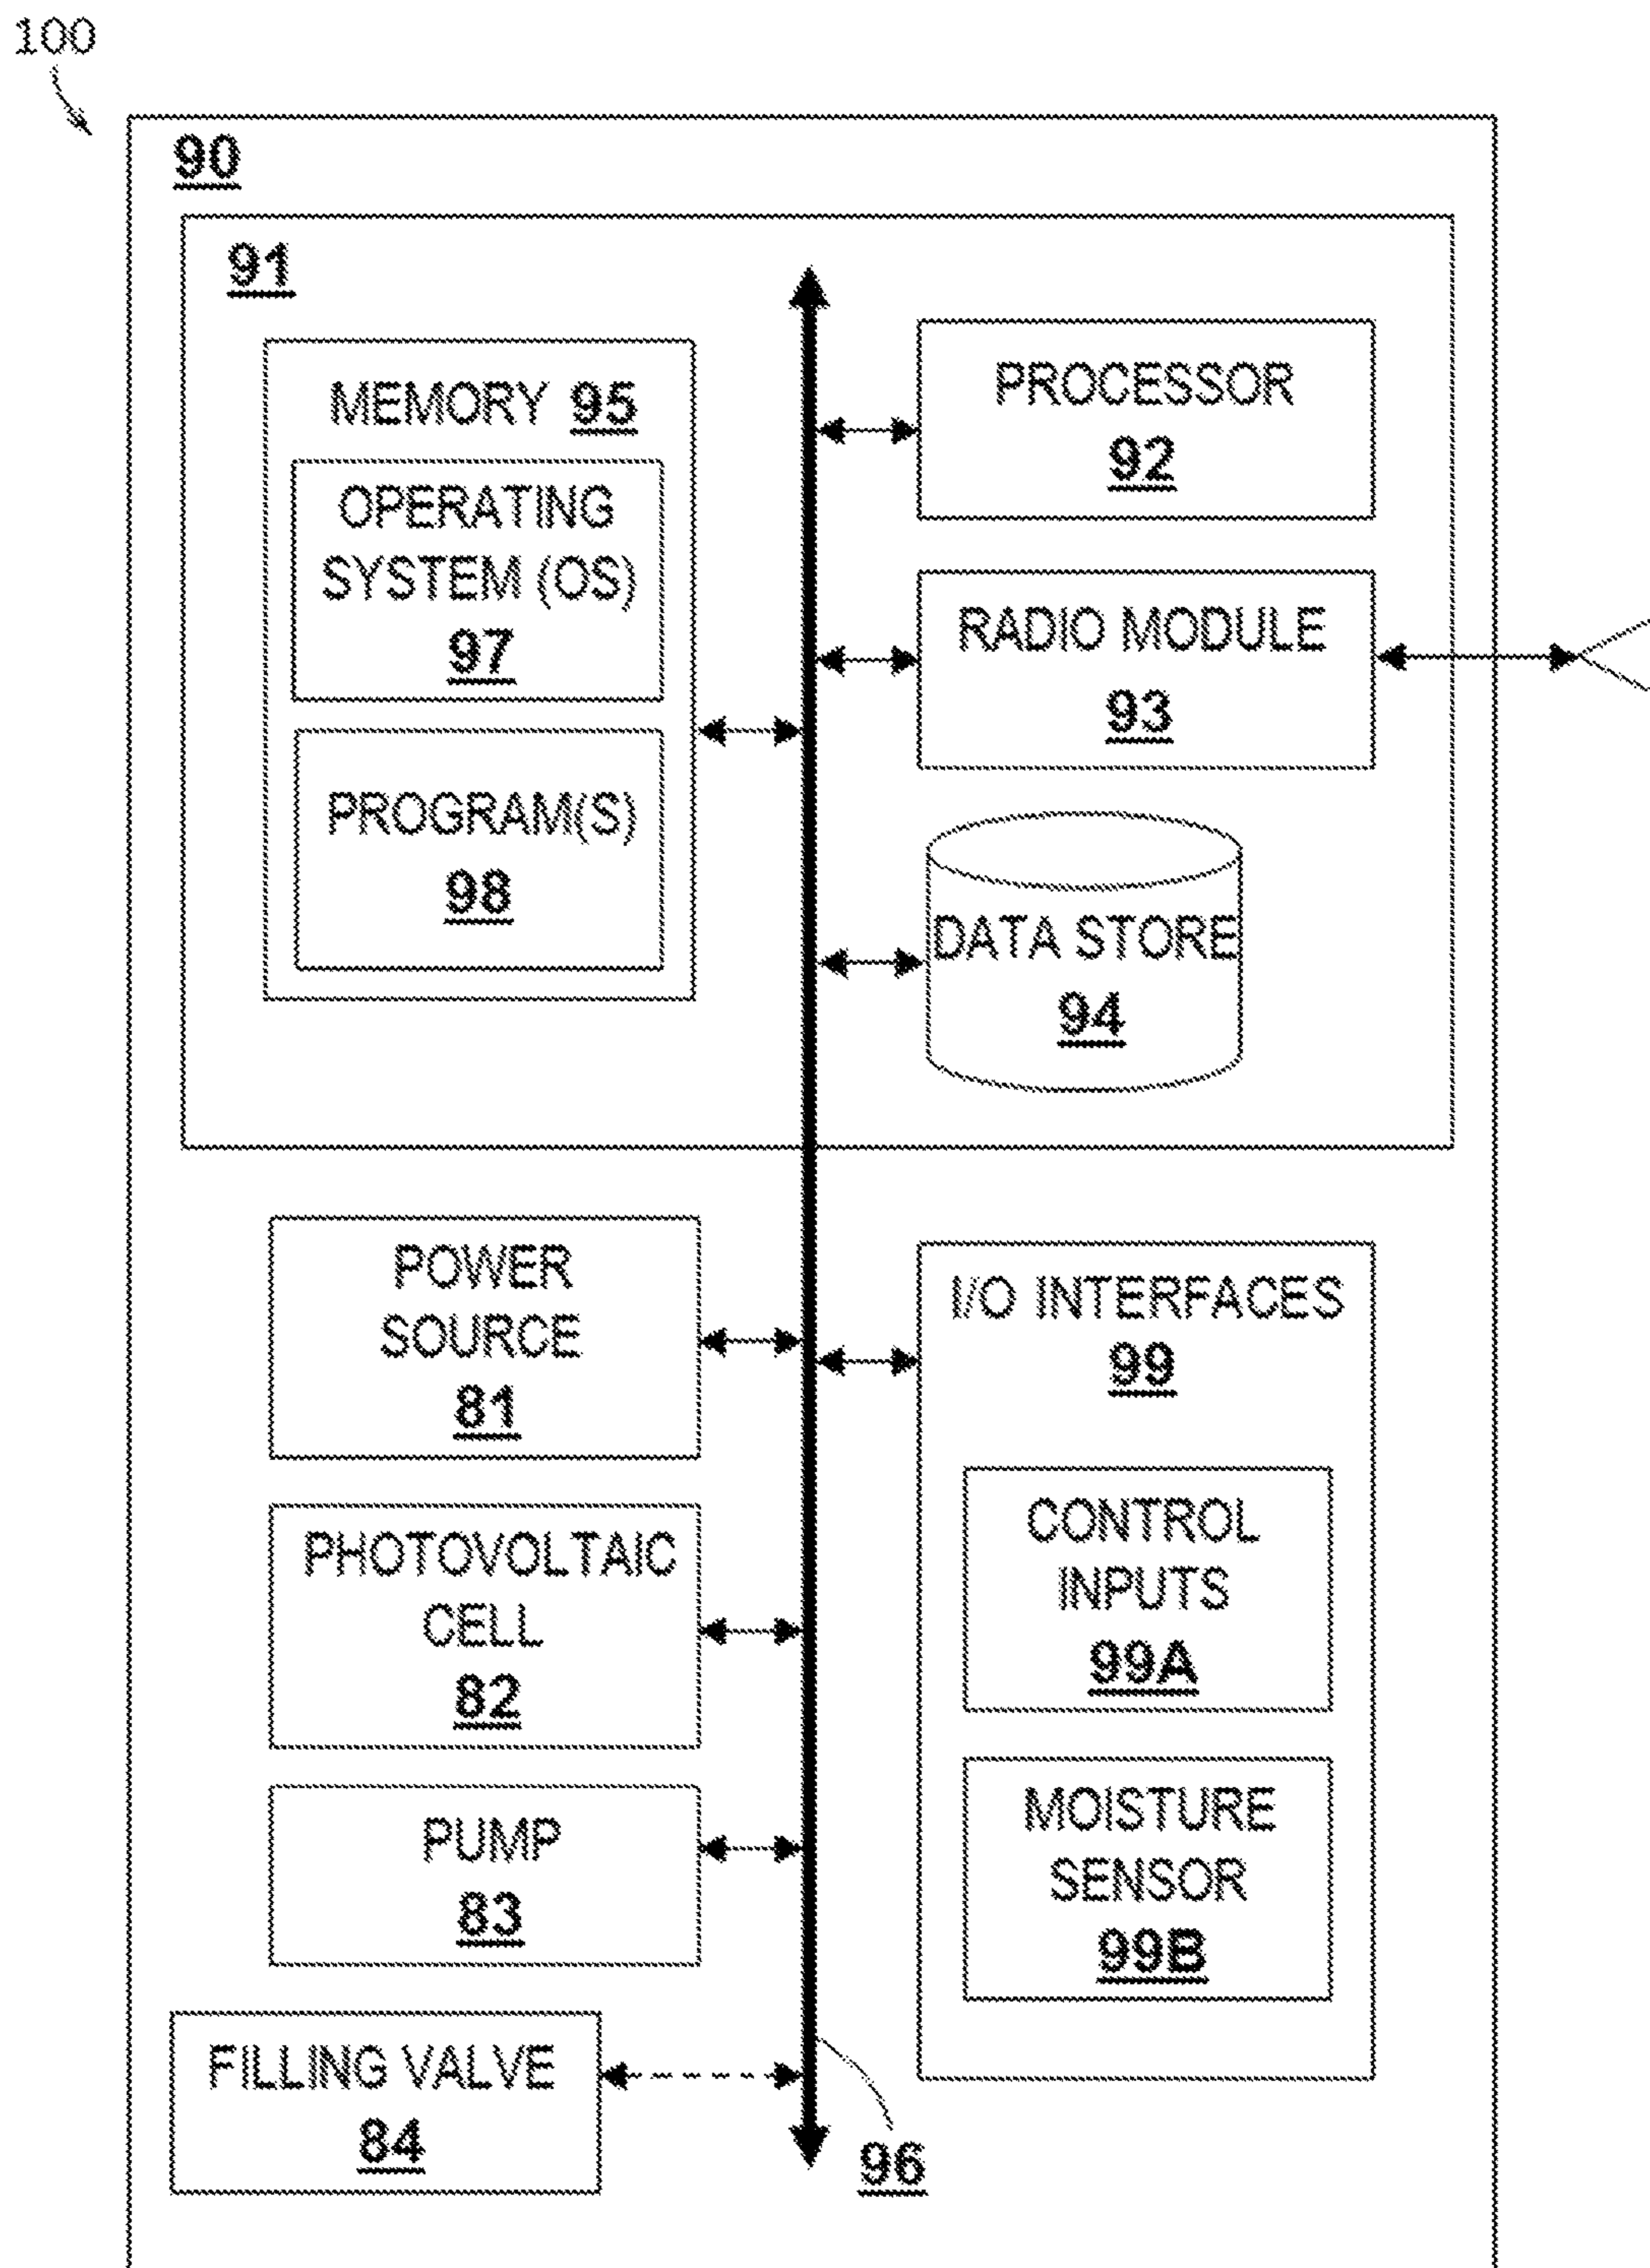 100
90
91
MEMORY 95
OPERATING
SYSTEM (OS)
97
PROGRAM(S)
98
PROCESSOR
92
RADIO MODULE
93
DATA STORE
94
POWER
SOURCE
81
PHOTOVOLTAIC
CELL
82
PUMP
83
FILLING VALVE
84
I/O INTERFACES
99
CONTROL
INPUTS
99A
MOISTURE
SENSOR
99B
96